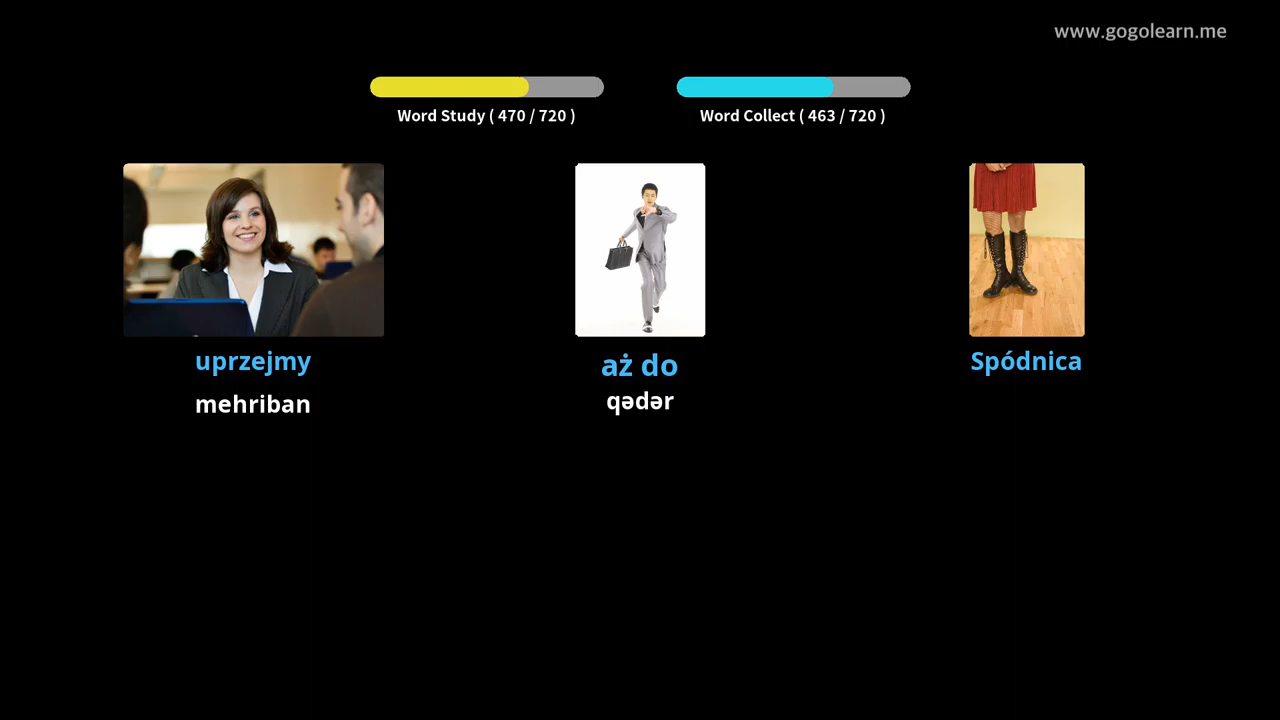 www.gogolearn.me
Word Study ( 470 / 720 )
Word Collect ( 463 / 720 )
uprzejmy
mehriban
aż do
qədər
Spódnica